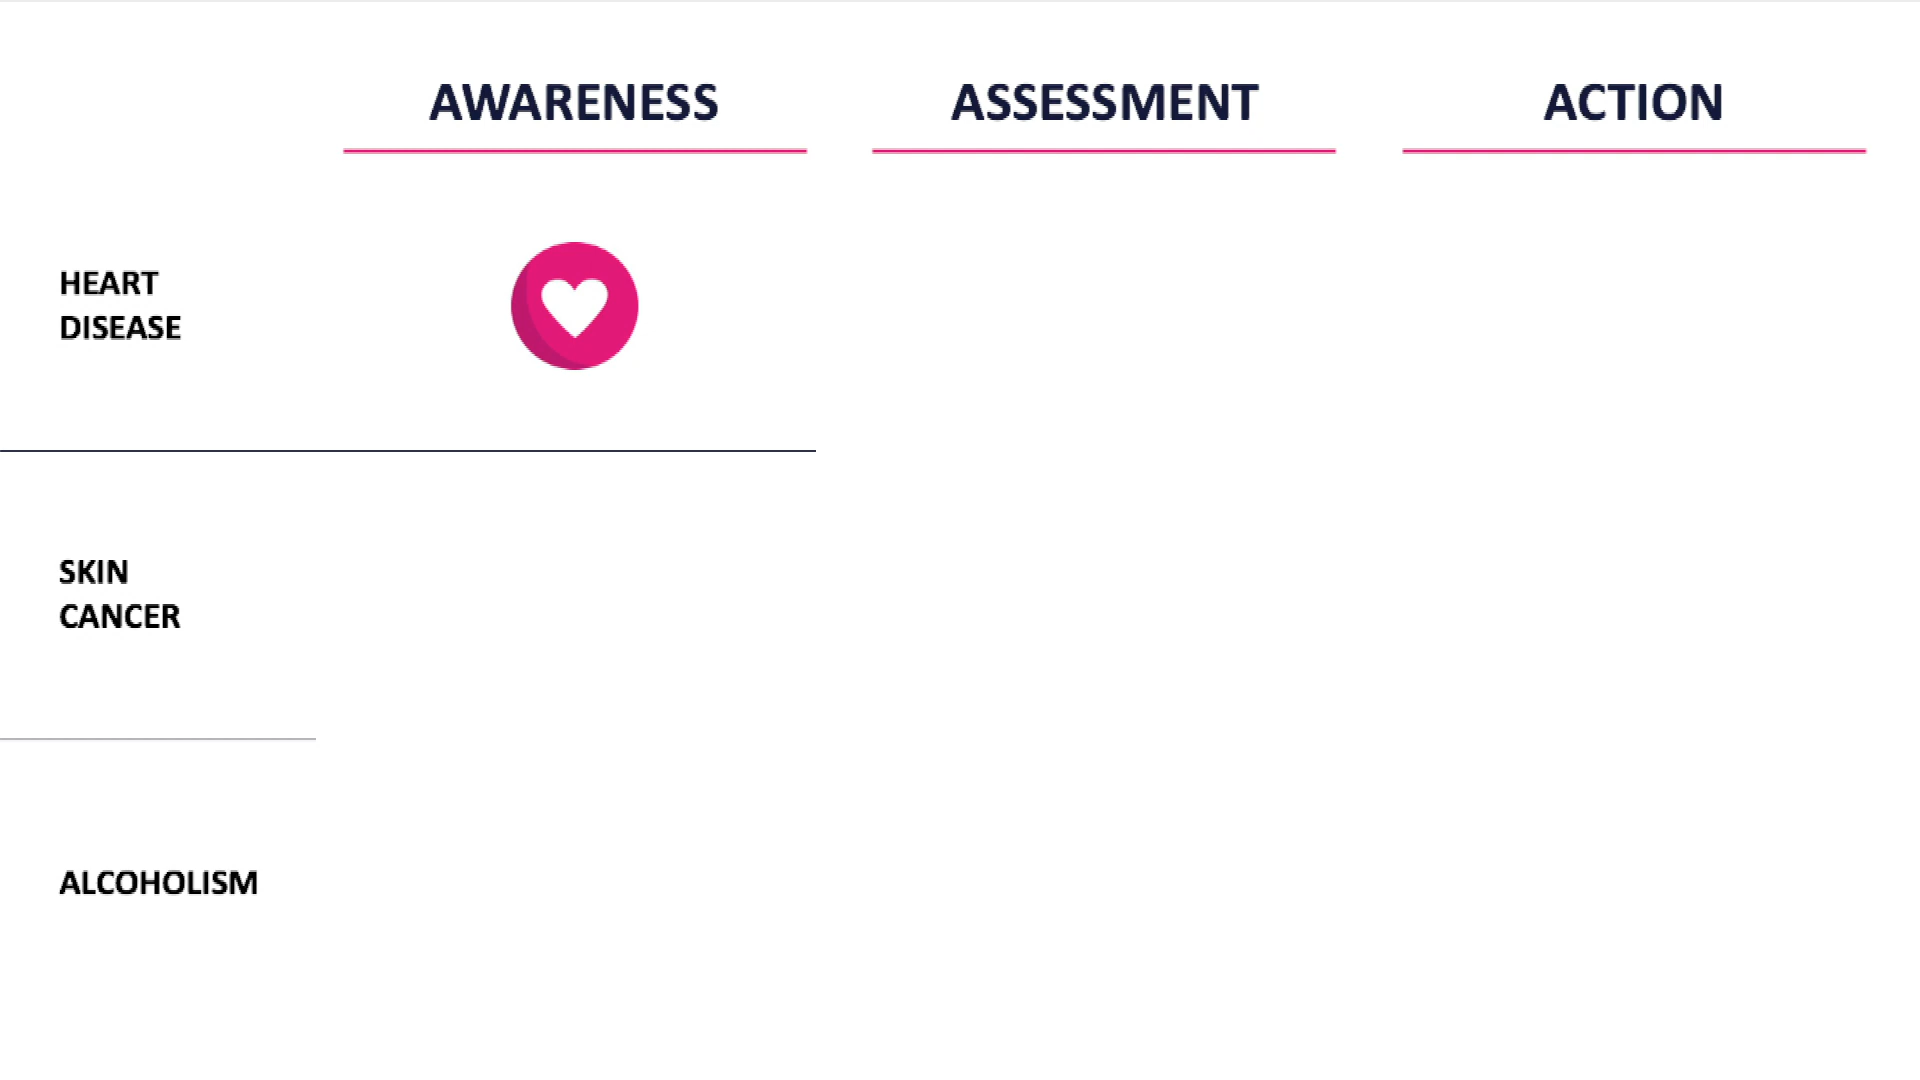 AWARENESS ASSESSMENT ACTION
HEART
DISEASE
SKIN
CANCER
ALCOHOLISM